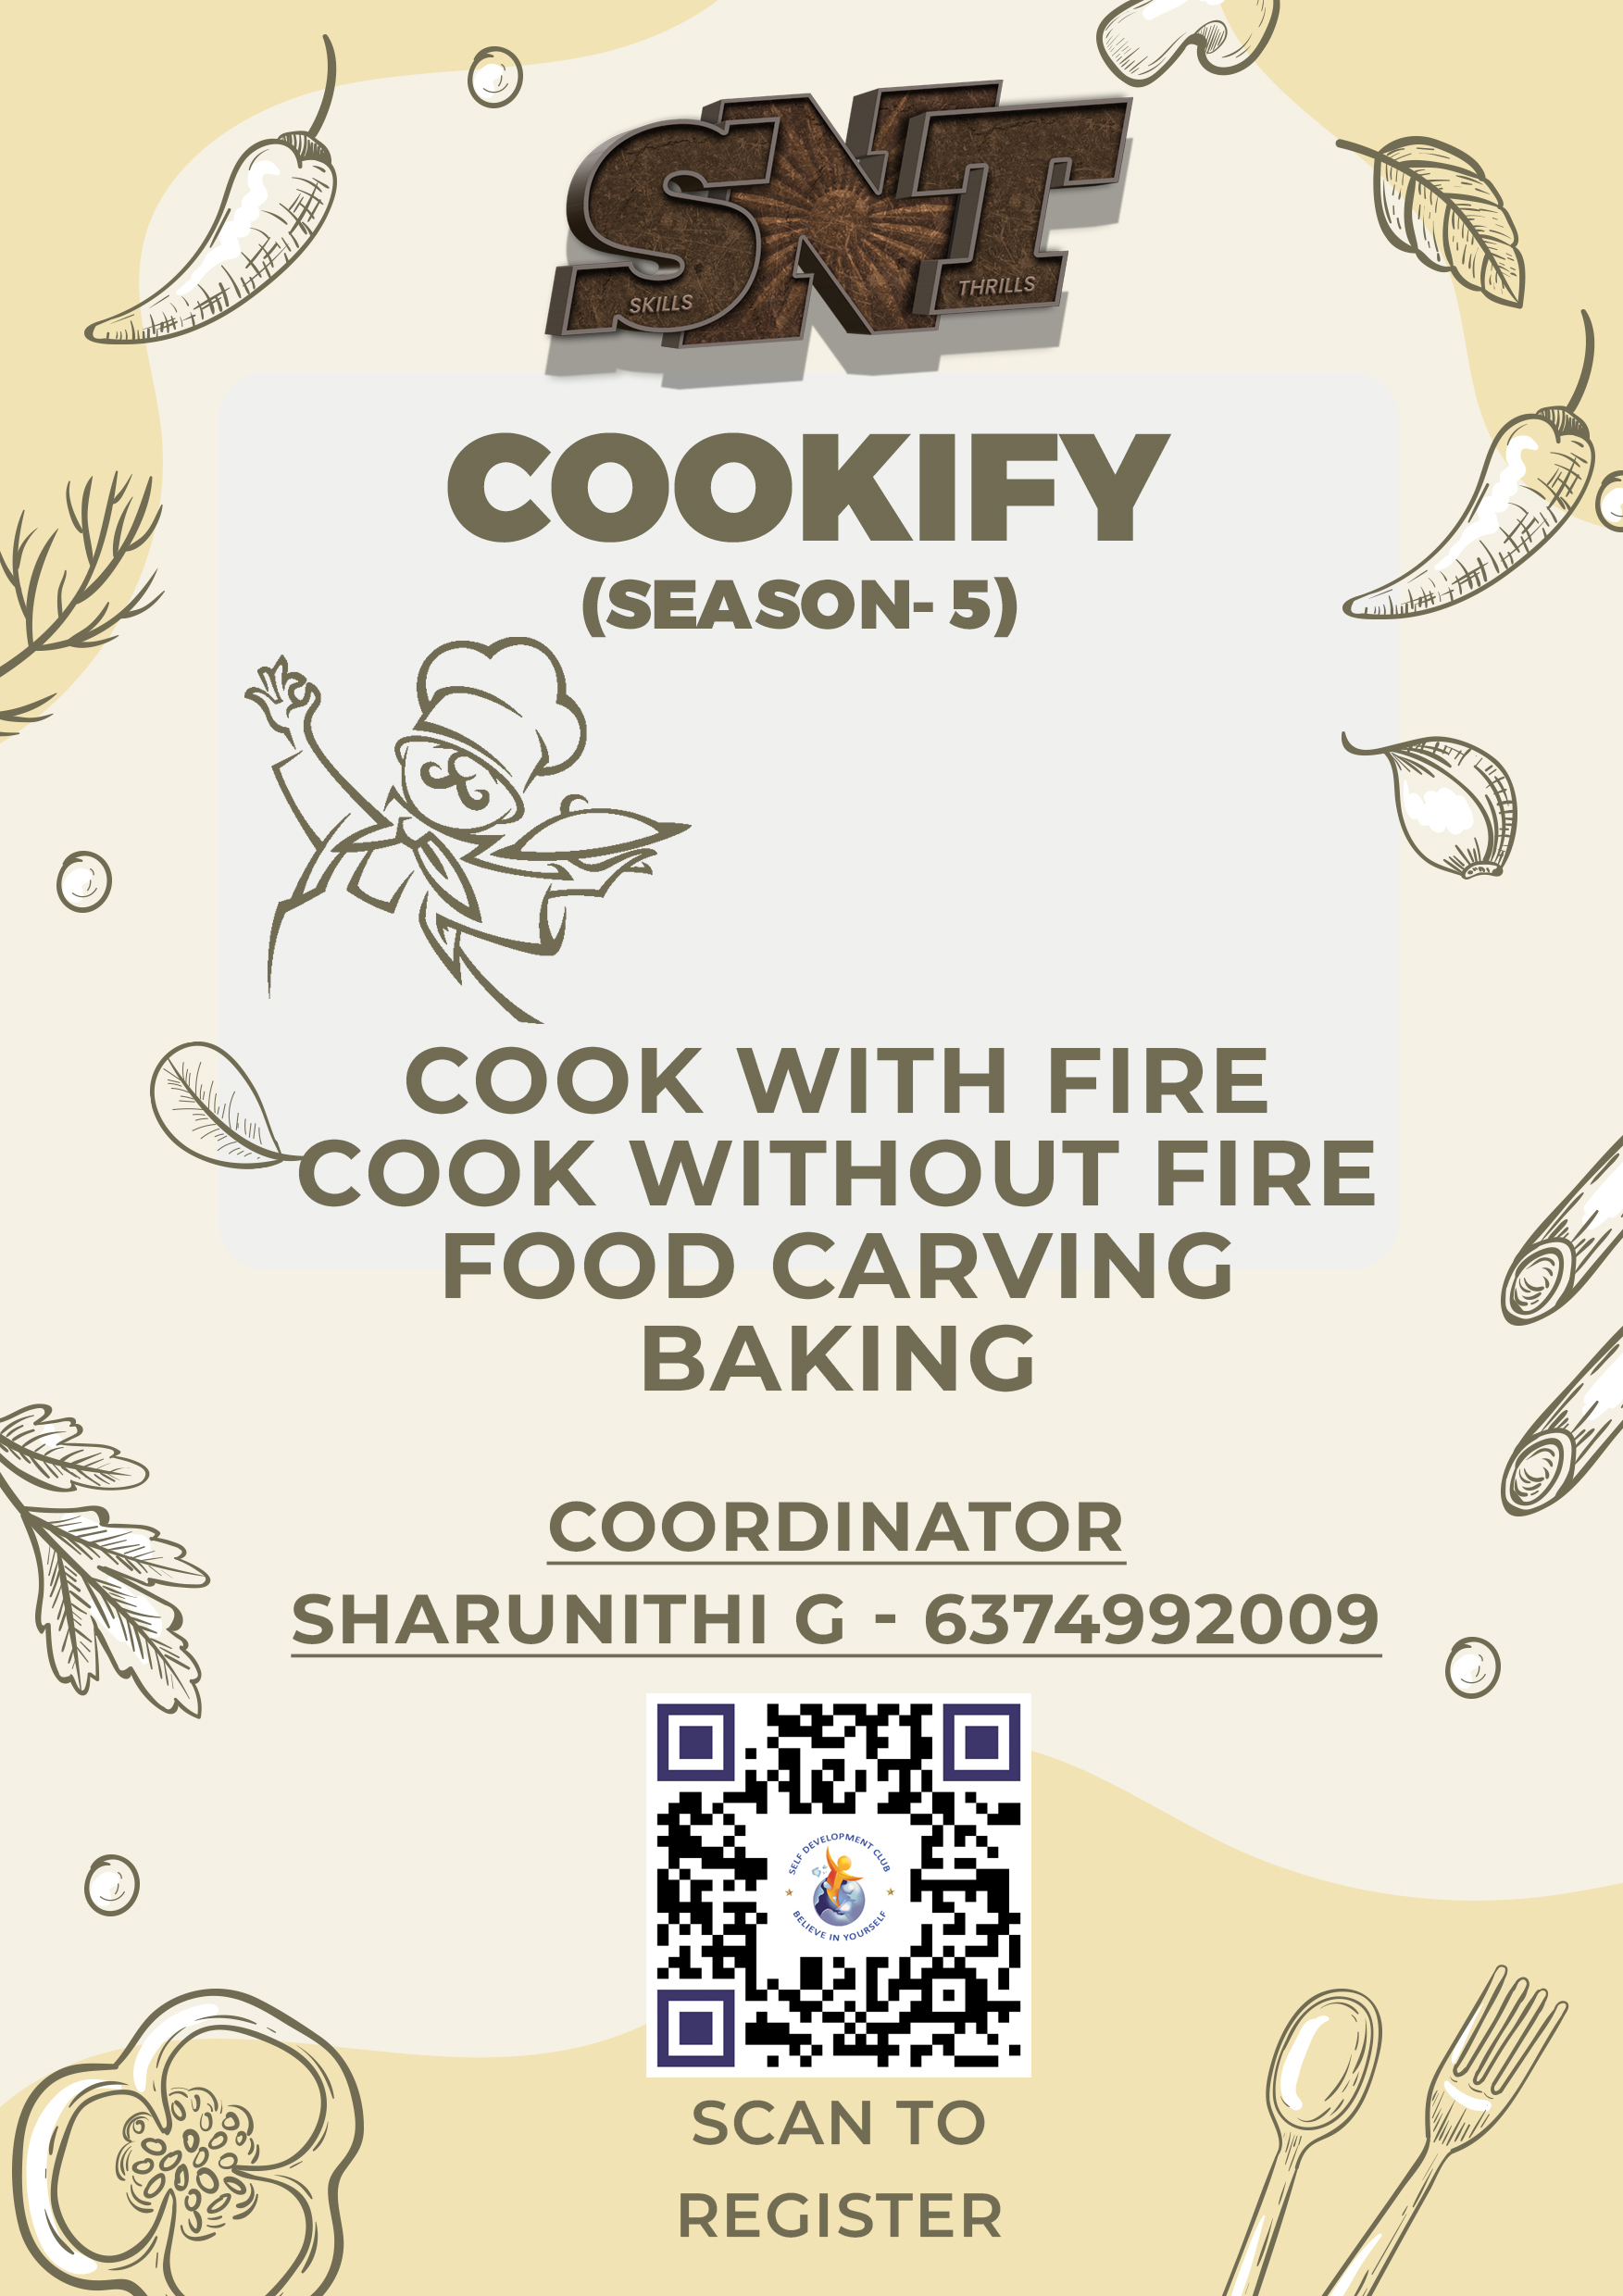 SNT
SKILLS
THRILLS
COOKIFY
(SEASON- 5)
COOK WITH FIRE
COOK WITHOUT FIRE
FOOD CARVING
BAKING
COORDINATOR
SHARUNITHI G - 6374992009
SELF DEVELOPMENT CLUB
BELIEVE IN YOURSELF
SCAN TO
REGISTER